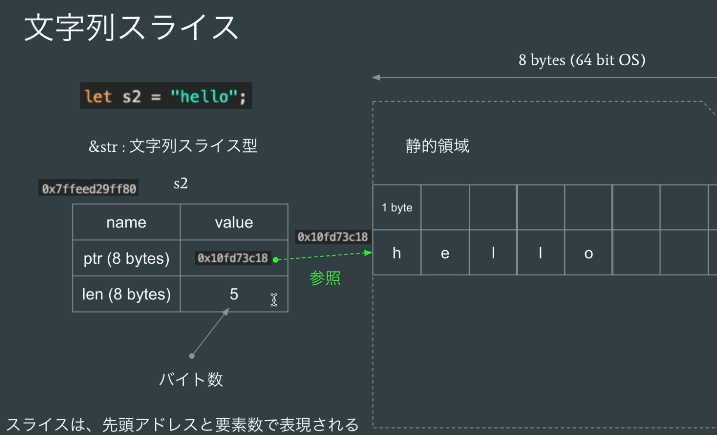 文字列スライス
8 bytes (64 bit OS)
let s2 = "hello";
&str : 文字列スライス型
静的領域
0x7ffeed29ff80
s2
name value
ptr (8 bytes) 0x10fd73c18
len (8 bytes) 5
0x10fd73c18
参照
1 byte
h e l l o
バイト数
スライスは、先頭アドレスと要素数で表現される